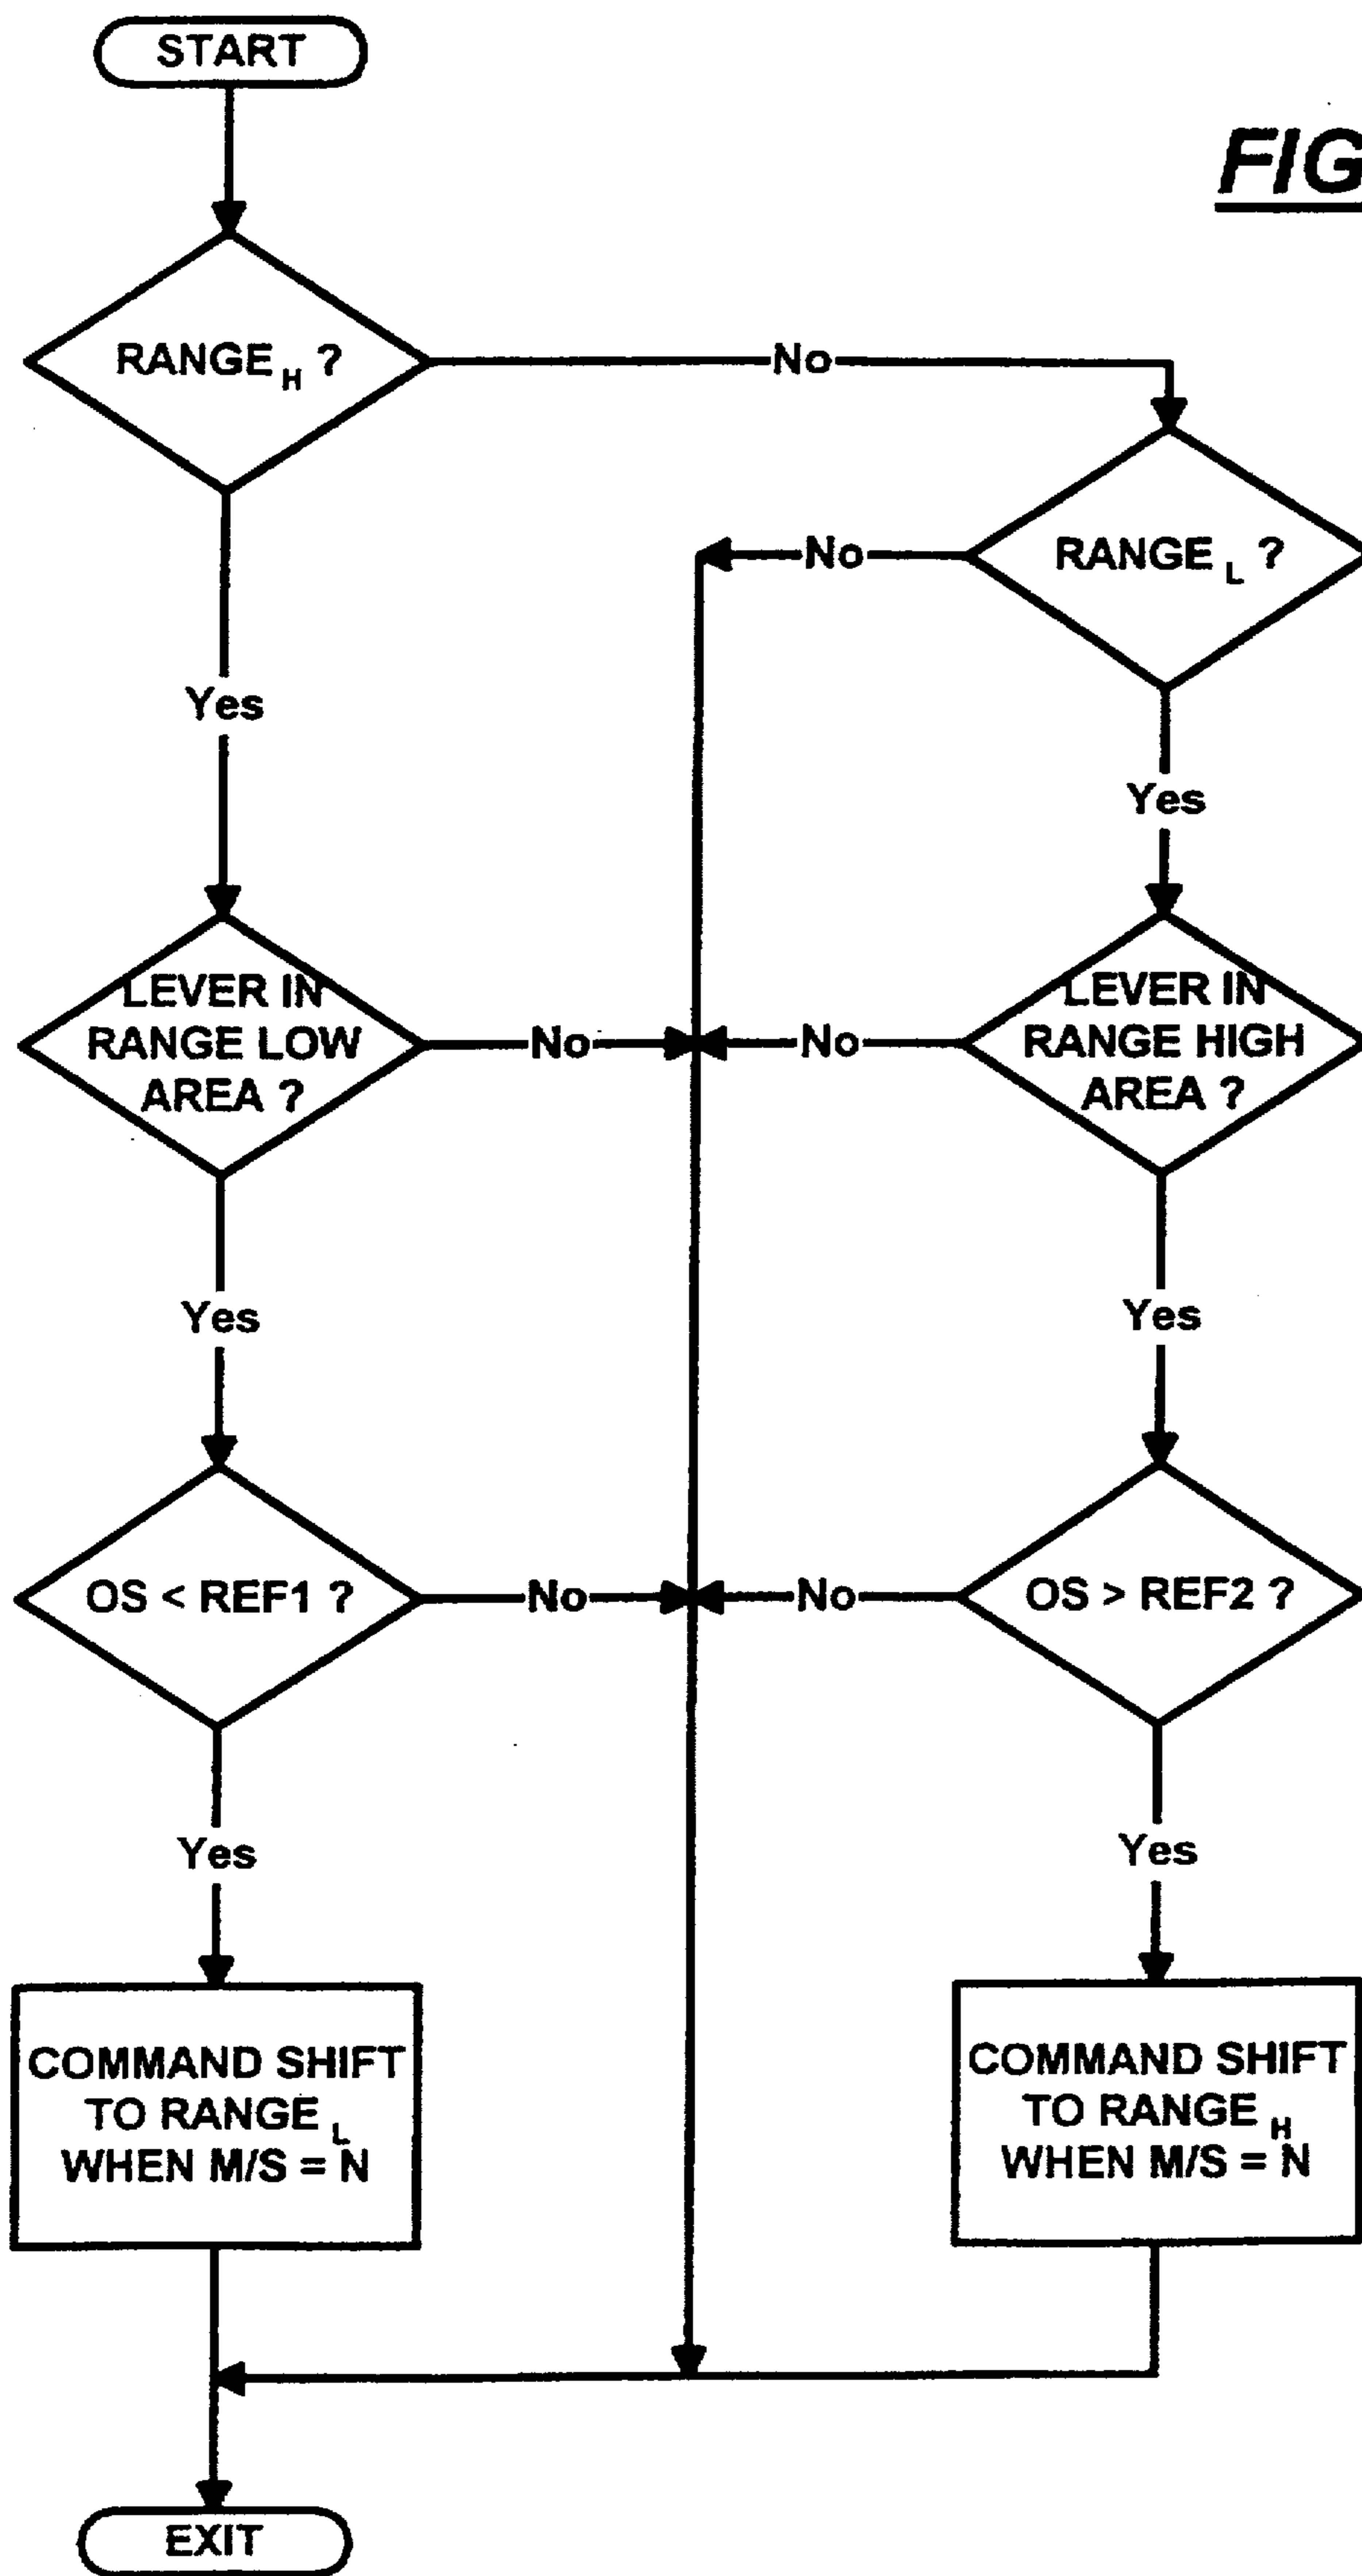 START
FIG
RANGE H ?
No
RANGE L ?
No
Yes
Yes
LEVER IN
RANGE LOW
AREA ?
No
No
LEVER IN
RANGE HIGH
AREA ?
Yes
Yes
OS < REF1 ?
No
No
OS > REF2 ?
Yes
Yes
COMMAND SHIFT
TO RANGE L
WHEN M/S = N
COMMAND SHIFT
TO RANGE H
WHEN M/S = N
EXIT